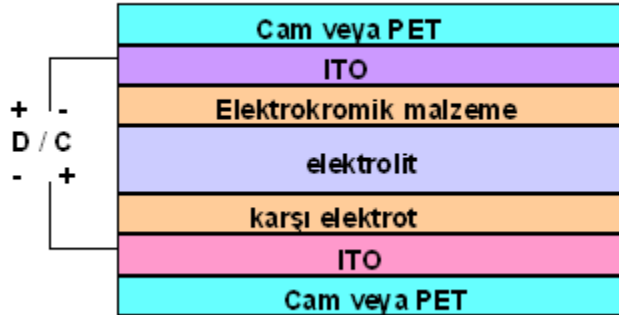 Cam veya PET
ITO
Elektrokromik malzeme
+ -
D / C
- +
elektrolit
karşı elektrot
ITO
Cam veya PET